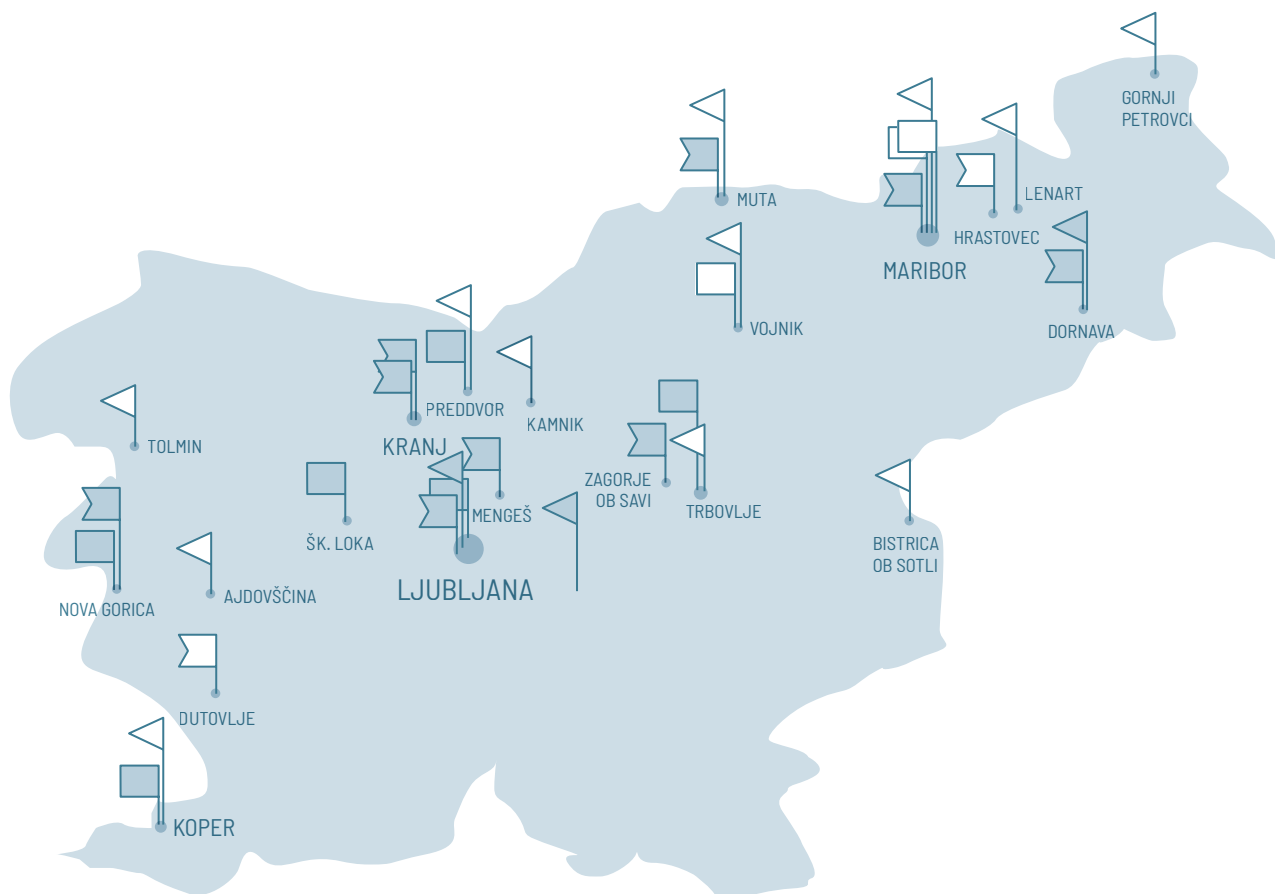 GORNJI
PETROVCI
MUTA
LENART
HRASTOVEC
MARIBOR
VOJNIK
DORNAVA
PREDDVOR
KAMNIK
KRANJ
TOLMIN
ZAGORJE
OB SAVI
MENGEŠ
TRBOVLJE
ŠK. LOKA
BISTRICA
OB SOTLI
LJUBLJANA
AJDOVŠČINA
NOVA GORICA
DUTOVLJE
KOPER